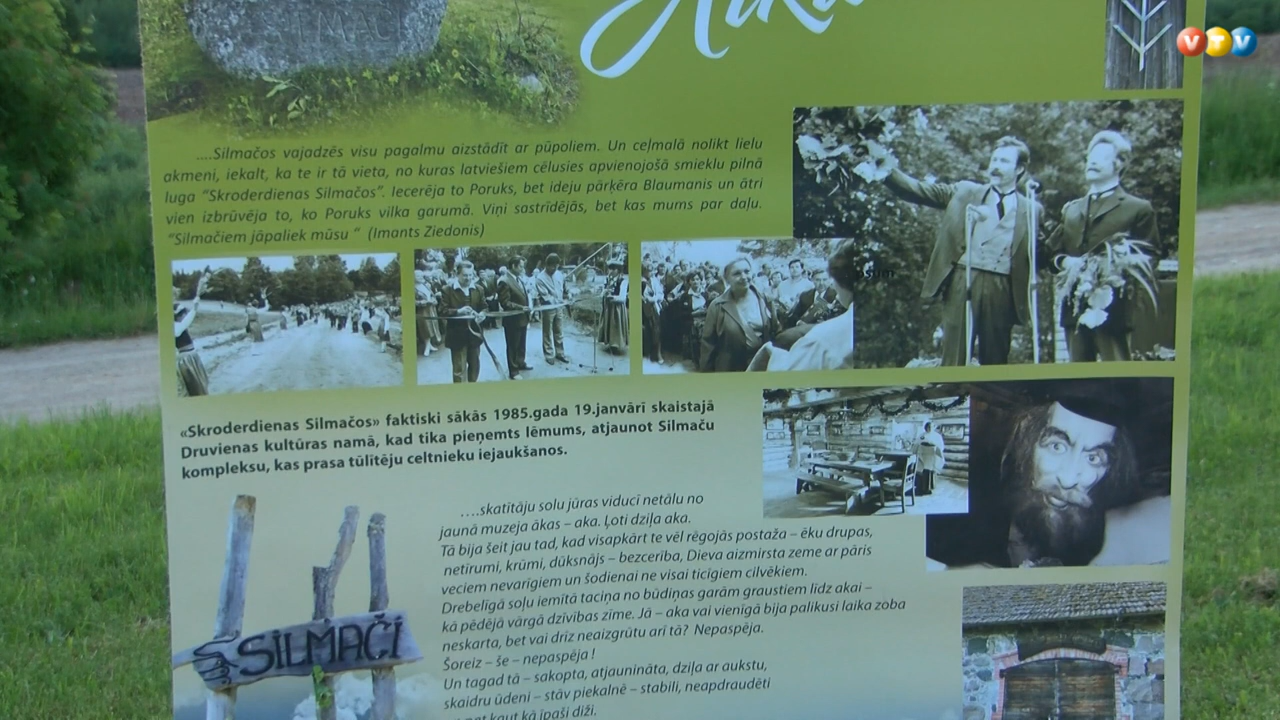 SILMAČI
VTV
....Silmačos vajadzēs visu pagalmu aizstādīt ar pūpoliem. Un ceļmalā nolikt lielu
akmeni, iekalt, ka te ir tā vieta, no kuras latviešiem cēlusies apvienojošā smieklu pilnā
luga "Skroderdienas Silmačos". Iecerēja to Poruks, bet ideju pārķēra Blaumanis un ātri
vien izbrūvēja to, ko Poruks vilka garumā. Viņi sastrīdējās, bet kas mums par daļu.
"Silmačiem jāpaliek mūsu " (Imants Ziedonis)
«Skroderdienas Silmačos» faktiski sākās 1985.gada 19.janvārī skaistajā
Druvienas kultūras namā, kad tika pieņemts lēmums, atjaunot Silmaču
kompleksu, kas prasa tūlītēju celtnieku iejaukšanos.
....skatītāju solu jūras viducī netālu no
jaunā muzeja ākas – aka. Ļoti dziļa aka.
Tā bija šeit jau tad, kad visapkārt te vēl rēgojās postaža – ēku drupas,
netīrumi, krūmi, dūksnājs – bezcerība, Dieva aizmirsta zeme ar pāris
veciem nevarīgiem un šodienai ne visai ticīgiem cilvēkiem.
Drebelīgā soļu iemītā taciņa no būdiņas garām graustiem līdz akai –
kā pēdējā vārgā dzīvības zīme. Jā – aka vai vienīgā bija palikusi laika zoba
neskarta, bet vai drīz neaizgrūtu arī tā? Nepaspēja.
Šoreiz – še – nepaspēja !
Un tagad tā – sakopta, atjaunināta, dziļa ar aukstu,
skaidru ūdeni – stāv piekalnē – stabili, neapdraudēti
un pat kaut kā īpaši diži.
SILMAČI